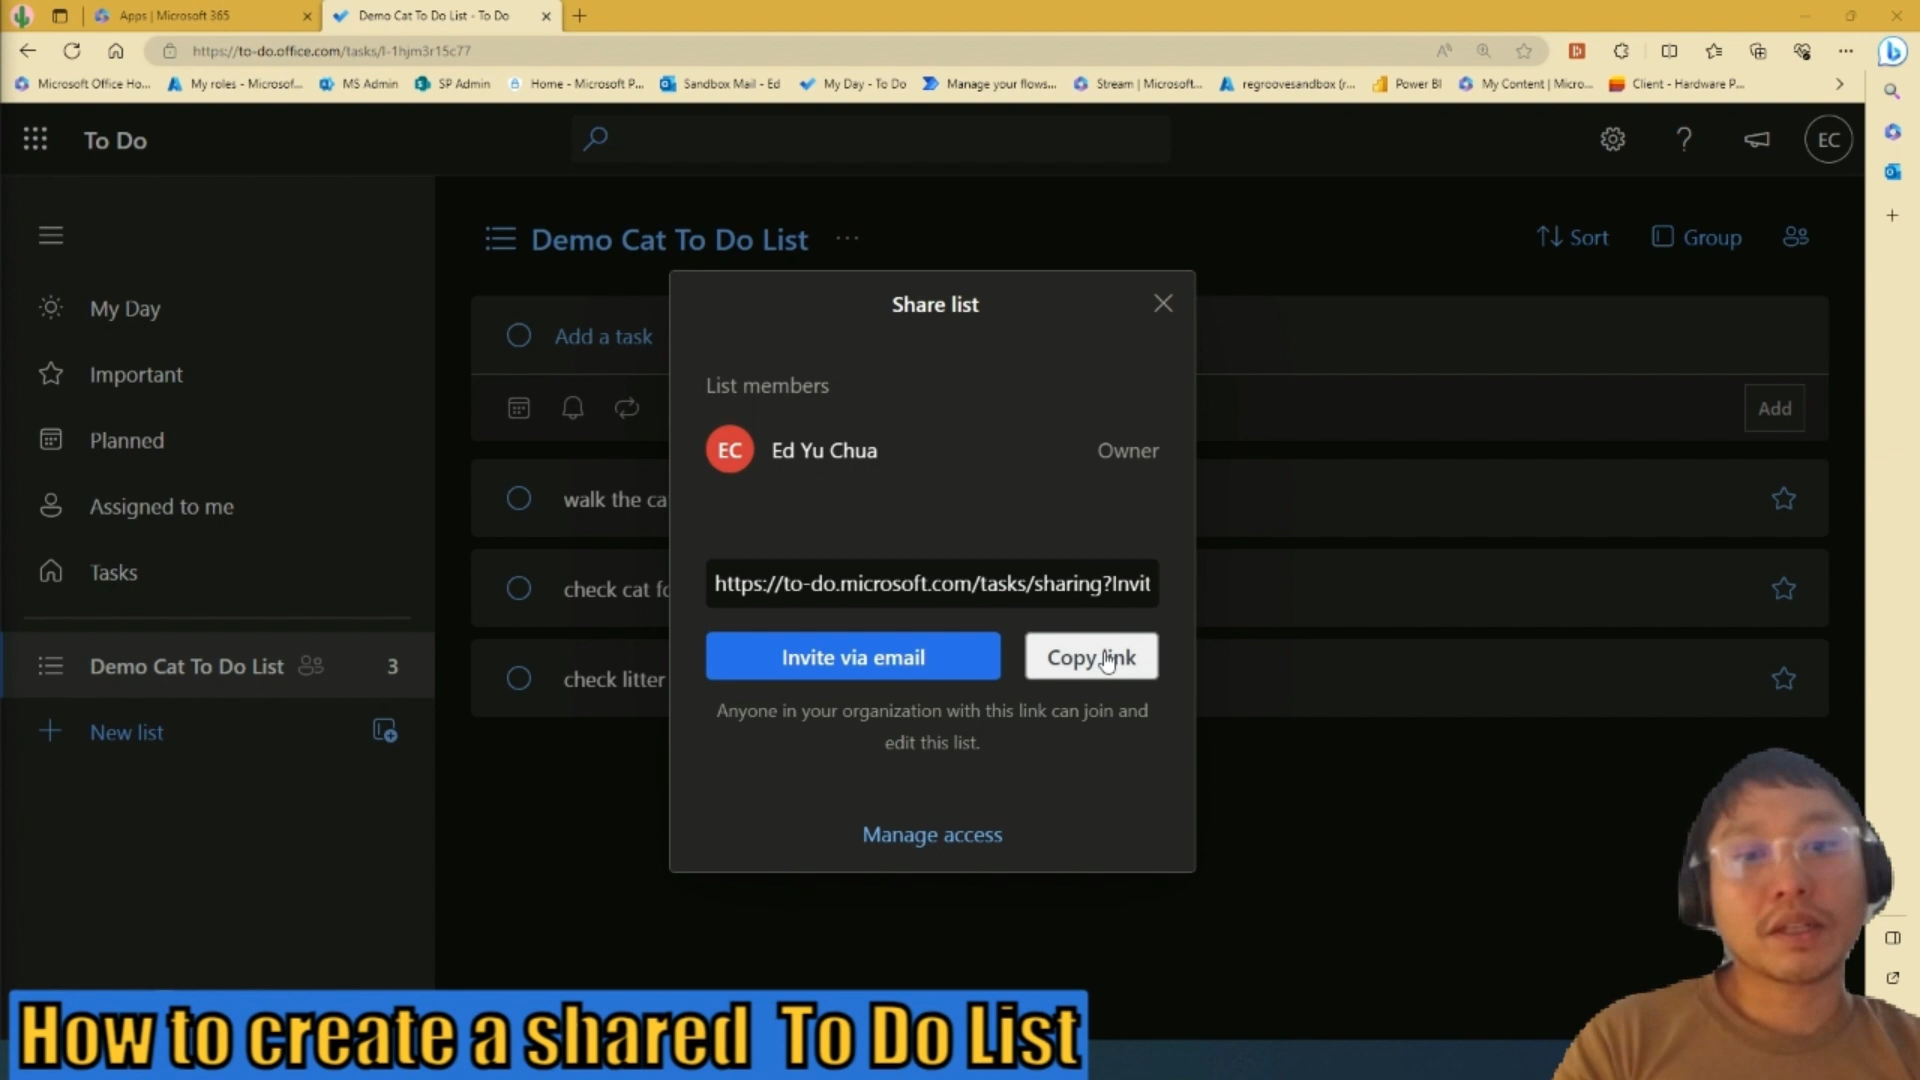 Apps | Microsoft 365
Demo Cat To Do List - To Do
https://to-do.office.com/tasks/l-1hjm3r15c77
Microsoft Office Ho... My roles - Microsof... MS Admin SP Admin Home - Microsoft P... Sandbox Mail - Ed My Day - To Do Manage your flows... Stream | Microsoft... regroovesandbox (r... Power BI My Content | Micro... Client - Hardware P...
To Do
EC
Demo Cat To Do List
Sort
Group
My Day
Important
Planned
Assigned to me
Tasks
Demo Cat To Do List 3
New list
Add a task
Add
walk the ca
check cat fo
check litter
Share list
List members
EC Ed Yu Chua Owner
https://to-do.microsoft.com/tasks/sharing?Invit
Invite via email
Copy link
Anyone in your organization with this link can join and
edit this list.
Manage access
How to create a shared To Do List